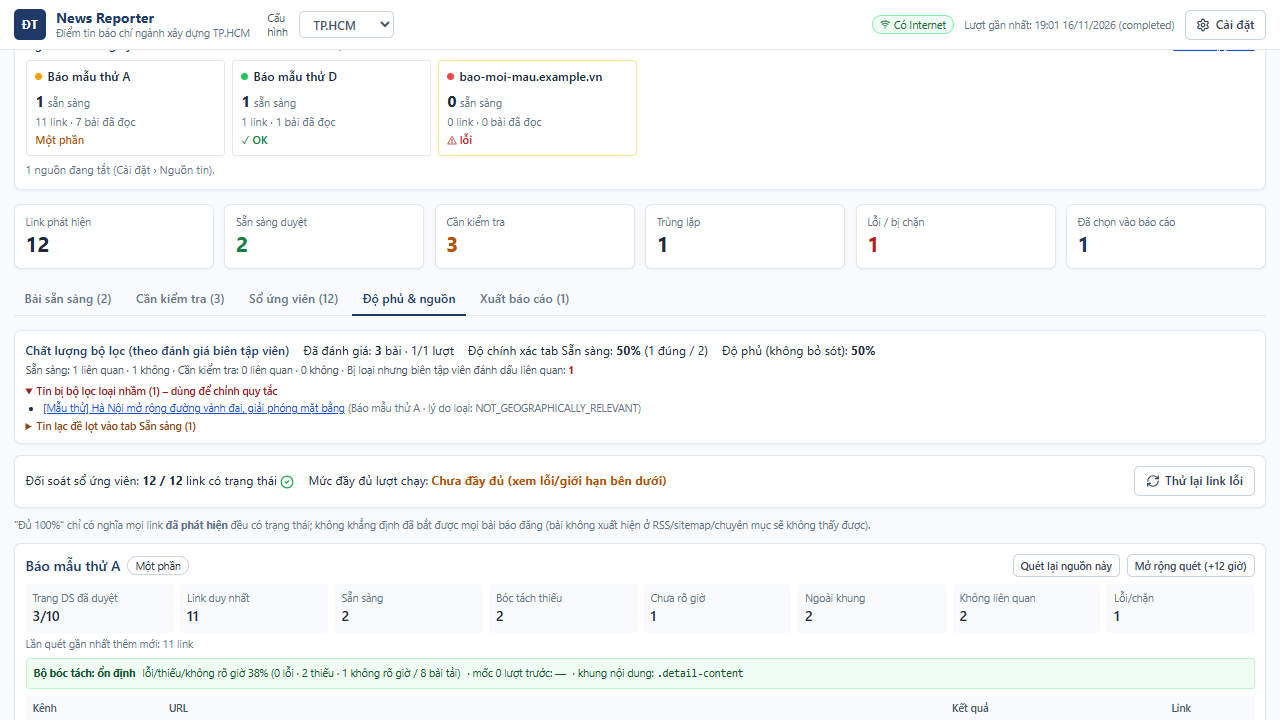 ĐT
News Reporter
Điểm tin báo chí ngành xây dựng TP.HCM
Cấu hình
TP.HCM
Có Internet
Lượt gần nhất: 19:01 16/11/2026 (completed)
Cài đặt
Báo mẫu thử A
1 sẵn sàng
11 link · 7 bài đã đọc
Một phần
Báo mẫu thử D
1 sẵn sàng
1 link · 1 bài đã đọc
✓ OK
bao-moi-mau.example.vn
0 sẵn sàng
0 link · 0 bài đã đọc
⚠ lỗi
1 nguồn đang tắt (Cài đặt › Nguồn tin).
Link phát hiện
12
Sẵn sàng duyệt
2
Cần kiểm tra
3
Trùng lặp
1
Lỗi / bị chặn
1
Đã chọn vào báo cáo
1
Bài sẵn sàng (2)
Cần kiểm tra (3)
Sổ ứng viên (12)
Độ phủ & nguồn
Xuất báo cáo (1)
Chất lượng bộ lọc (theo đánh giá biên tập viên) Đã đánh giá: 3 bài · 1/1 lượt Độ chính xác tab Sẵn sàng: 50% (1 đúng / 2) Độ phủ (không bỏ sót): 50%
Sẵn sàng: 1 liên quan · 1 không · Cần kiểm tra: 0 liên quan · 0 không · Bị loại nhưng biên tập viên đánh dấu liên quan: 1
▼ Tin bị bộ lọc loại nhầm (1) – dùng để chỉnh quy tắc
• [Mẫu thử] Hà Nội mở rộng đường vành đai, giải phóng mặt bằng (Báo mẫu thử A · lý do loại: NOT_GEOGRAPHICALLY_RELEVANT)
▶ Tin lạc đề lọt vào tab Sẵn sàng (1)
Đối soát sổ ứng viên: 12 / 12 link có trạng thái Mức đầy đủ lượt chạy: Chưa đầy đủ (xem lỗi/giới hạn bên dưới)
Thử lại link lỗi
"Đủ 100%" chỉ có nghĩa mọi link đã phát hiện đều có trạng thái; không khẳng định đã bắt được mọi bài báo đăng (bài không xuất hiện ở RSS/sitemap/chuyên mục sẽ không thấy được).
Báo mẫu thử A
Một phần
Quét lại nguồn này
Mở rộng quét (+12 giờ)
Trang DS đã duyệt
3/10
Link duy nhất
11
Sẵn sàng
2
Bóc tách thiếu
2
Chưa rõ giờ
1
Ngoài khung
2
Không liên quan
2
Lỗi/chặn
1
Lần quét gần nhất thêm mới: 11 link
Bộ bóc tách: ổn định lỗi/thiếu/không rõ giờ 38% (0 lỗi · 2 thiếu · 1 không rõ giờ / 8 bài tải) · mốc 0 lượt trước: — · khung nội dung: .detail-content
Kênh URL Kết quả Link